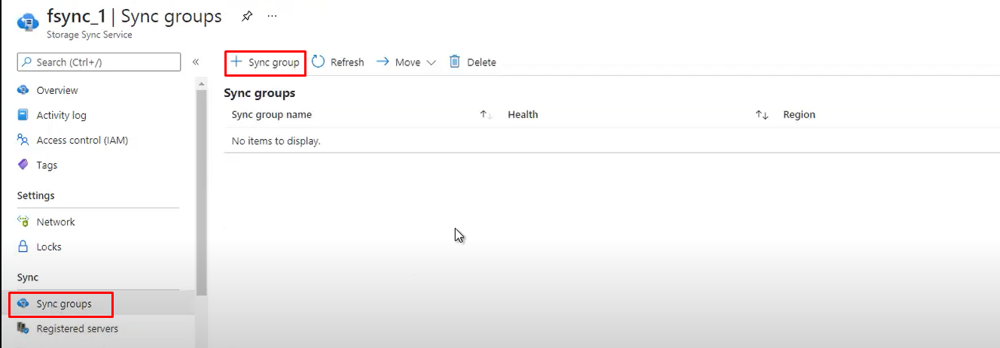 fsync_1 | Sync groups ...
Storage Sync Service
Search (Ctrl+/) «
Overview
Activity log
Access control (IAM)
Tags
Settings
Network
Locks
Sync
Sync groups
Registered servers
+ Sync group Refresh Move Delete
Sync groups
Sync group name ↑↓ Health ↑↓ Region
No items to display.